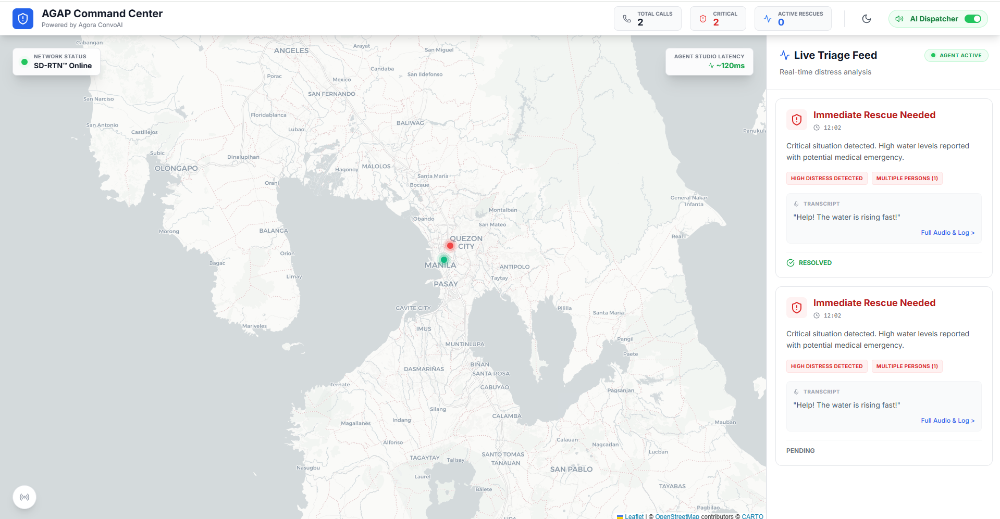 AGAP Command Center
Powered by Agora ConvoAI
TOTAL CALLS
2
CRITICAL
2
ACTIVE RESCUES
0
AI Dispatcher
NETWORK STATUS
SD-RTN™ Online
AGENT STUDIO LATENCY
~120ms
Cabangan
ANGELES
Arayat
San Miguel
Candaba
San Ildefonso
Porac
Mexico
SAN FERNANDO
San Narciso
Floridablanca
San Antonio
Castillejos
Lubao
BALIWAG
Panukula
Subic
Dinalupihan
OLONGAPO
Hagonoy
MALOLOS
Santa Maria
Bocaue
Orani
General Nakar
Infanta
Montalban
Obando
San Mateo
Morong
BALANGA
Real
QUEZON
CITY
Orion
Bagac
MANILA
ANTIPOLO
Limay
Taytay
PASAY
CAVITE CITY
Pililla
Santa Maria
Mariveles
IMUS
MUNTINLUPA
Pangil
Paete
BIÑAN
DASMARIÑAS
SANTA ROSA
Ternate
CABUYAO
Pagsanjan
Silang
CALAMBA
Indang
Magallanes
Mauban
Alfonso
Calauan
Nagcarlan
Lucban
SANTO TOMAS
TANAUAN
TAGAYTAY
Talisay
Nasugbu
SAN PABLO
Laurel
Balete
TAYABAS
Pagbilao
LIPA
Leaflet | © OpenStreetMap contributors © CARTO
Live Triage Feed
AGENT ACTIVE
Real-time distress analysis
Immediate Rescue Needed
12:02
Critical situation detected. High water levels reported
with potential medical emergency.
HIGH DISTRESS DETECTED
MULTIPLE PERSONS (1)
TRANSCRIPT
"Help! The water is rising fast!"
Full Audio & Log >
RESOLVED
Immediate Rescue Needed
12:02
Critical situation detected. High water levels reported
with potential medical emergency.
HIGH DISTRESS DETECTED
MULTIPLE PERSONS (1)
TRANSCRIPT
"Help! The water is rising fast!"
Full Audio & Log >
PENDING